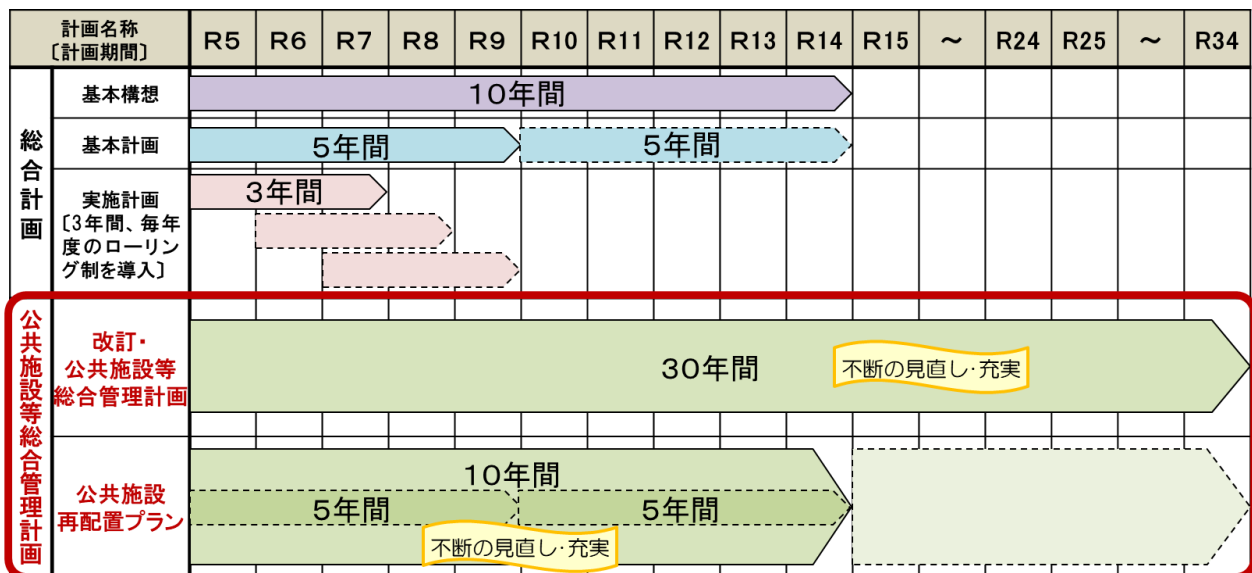 計画名称
〔計画期間〕
R5
R6
R7
R8
R9
R10
R11
R12
R13
R14
R15
～
R24
R25
～
R34
総合計画
基本構想
10年間
基本計画
5年間
5年間
実施計画
〔3年間、毎年
度のローリン
グ制を導入〕
3年間
公共施設等総合管理計画
改訂・
公共施設等
総合管理計画
30年間
不断の見直し・充実
公共施設
再配置プラン
10年間
5年間
5年間
不断の見直し・充実